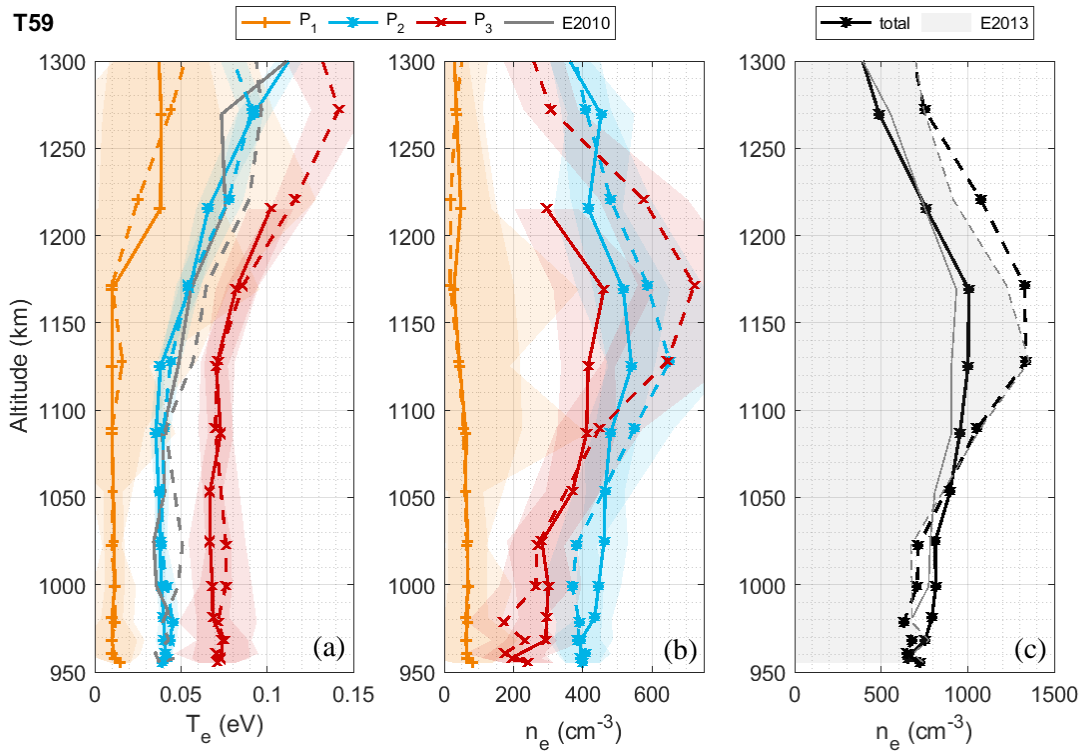 T59
P1 P2 P3 E2010
total E2013
1300
1250
1200
1150
1100
1050
1000
950
Altitude (km)
(a)
0 0.05 0.1 0.15
Te (eV)
(b)
200 400 600
ne (cm-3)
(c)
0 500 1000 1500
ne (cm-3)